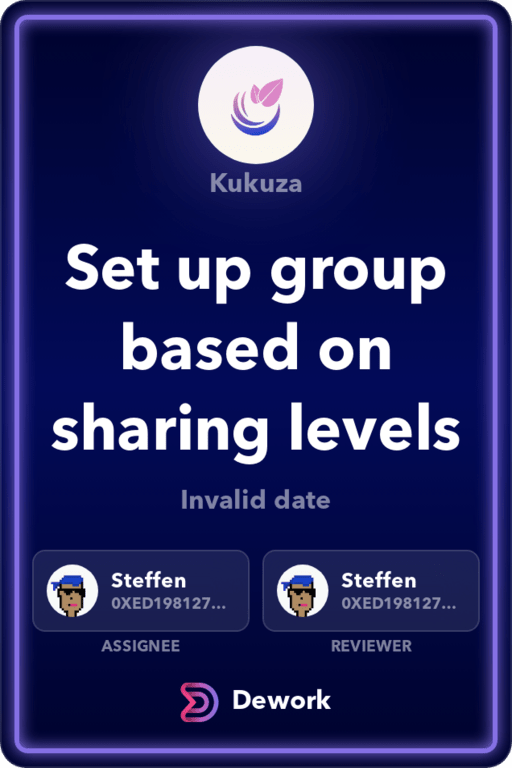 Kukuza
Set up group
based on
sharing levels
Invalid date
Steffen
0XED198127...
ASSIGNEE
Steffen
0XED198127...
REVIEWER
Dework